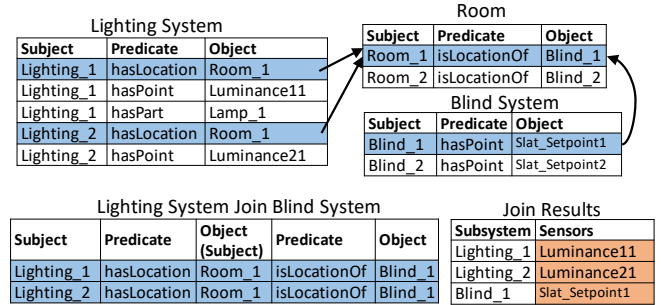 Lighting System
Subject Predicate Object
Lighting_1 hasLocation Room_1
Lighting_1 hasPoint Luminance11
Lighting_1 hasPart Lamp_1
Lighting_2 hasLocation Room_1
Lighting_2 hasPoint Luminance21
Room
Subject Predicate Object
Room_1 isLocationOf Blind_1
Room_2 isLocationOf Blind_2
Blind System
Subject Predicate Object
Blind_1 hasPoint Slat_Setpoint1
Blind_2 hasPoint Slat_Setpoint2
Lighting System Join Blind System
Subject Predicate Object (Subject) Predicate Object
Lighting_1 hasLocation Room_1 isLocationOf Blind_1
Lighting_2 hasLocation Room_1 isLocationOf Blind_1
Join Results
Subsystem Sensors
Lighting_1 Luminance11
Lighting_2 Luminance21
Blind_1 Slat_Setpoint1